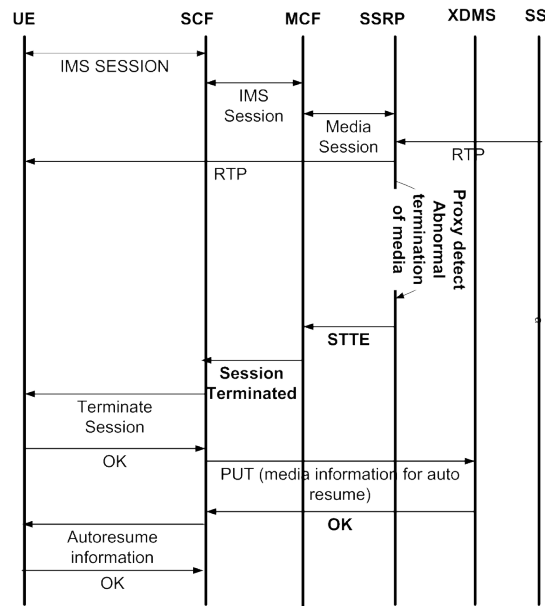 UE SCF MCF SSRP XDMS SS
IMS SESSION
IMS
Session
Media
Session
RTP
RTP
Proxy detect
Abnormal
termination
of media
STTE
Session
Terminated
Terminate
Session
OK
PUT (media information for auto
resume)
OK
Autoresume
information
OK